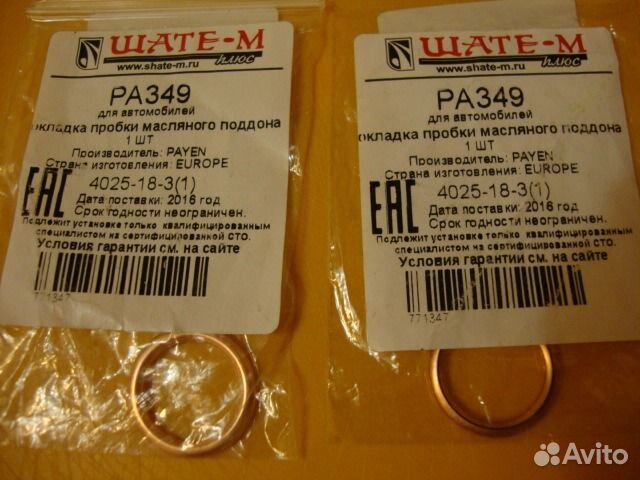 ШАТЕ-М
плюс
www.shate-m.ru
PA349
для автомобилей
окладка пробки масляного поддона
1 ШТ
Производитель: PAYEN
Страна изготовления: EUROPE
EAC
4025-18-3(1)
Дата поставки: 2016 год
Срок годности неограничен.
Подлежит установке только квалифицированным
специалистом на сертифицированной СТО.
Условия гарантии см. на сайте
771347
ШАТЕ-М
плюс
www.shate-m.ru
PA349
для автомобилей
окладка пробки масляного поддона
1 ШТ
Производитель: PAYEN
Страна изготовления: EUROPE
EAC
4025-18-3(1)
Дата поставки: 2016 год
Срок годности неограничен.
Подлежит установке только квалифицированным
специалистом на сертифицированной СТО.
Условия гарантии см. на сайте
771347
Avito